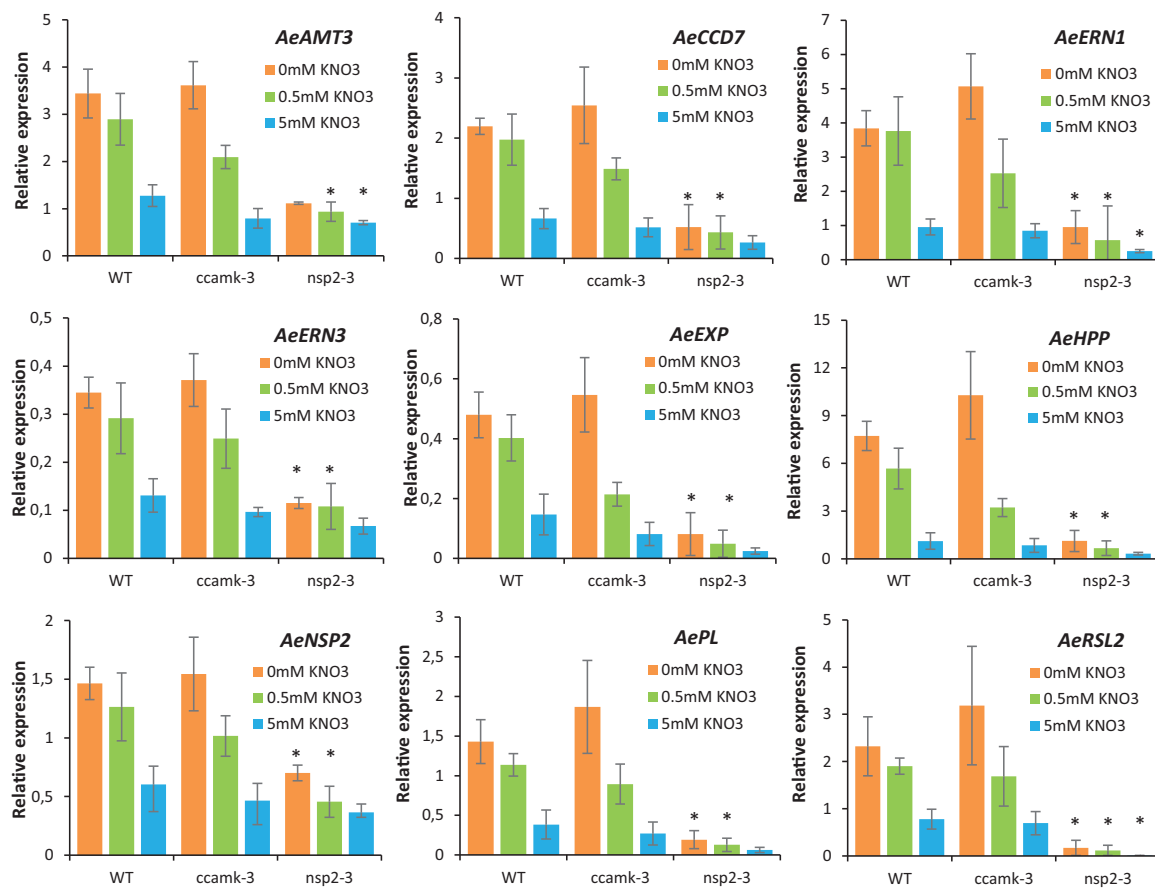 AeAMT3
Relative expression
5
4
3
2
1
0
0mM KNO3
0.5mM KNO3
5mM KNO3
* *
WT ccamk-3 nsp2-3
AeCCD7
Relative expression
4
3
2
1
0
0mM KNO3
0.5mM KNO3
5mM KNO3
* *
WT ccamk-3 nsp2-3
AeERN1
Relative expression
7
6
5
4
3
2
1
0
0mM KNO3
0.5mM KNO3
5mM KNO3
* * *
WT ccamk-3 nsp2-3
AeERN3
Relative expression
0,5
0,4
0,3
0,2
0,1
0
0mM KNO3
0.5mM KNO3
5mM KNO3
* *
WT ccamk-3 nsp2-3
AeEXP
Relative expression
0,8
0,6
0,4
0,2
0
0mM KNO3
0.5mM KNO3
5mM KNO3
* *
WT ccamk-3 nsp2-3
AeHPP
Relative expression
15
12
9
6
3
0
0mM KNO3
0.5mM KNO3
5mM KNO3
* *
WT ccamk-3 nsp2-3
AeNSP2
Relative expression
2
1,5
1
0,5
0
0mM KNO3
0.5mM KNO3
5mM KNO3
* *
WT ccamk-3 nsp2-3
AePL
Relative expression
3
2,5
2
1,5
1
0,5
0
0mM KNO3
0.5mM KNO3
5mM KNO3
* *
WT ccamk-3 nsp2-3
AeRSL2
Relative expression
5
4
3
2
1
0
0mM KNO3
0.5mM KNO3
5mM KNO3
* * *
WT ccamk-3 nsp2-3